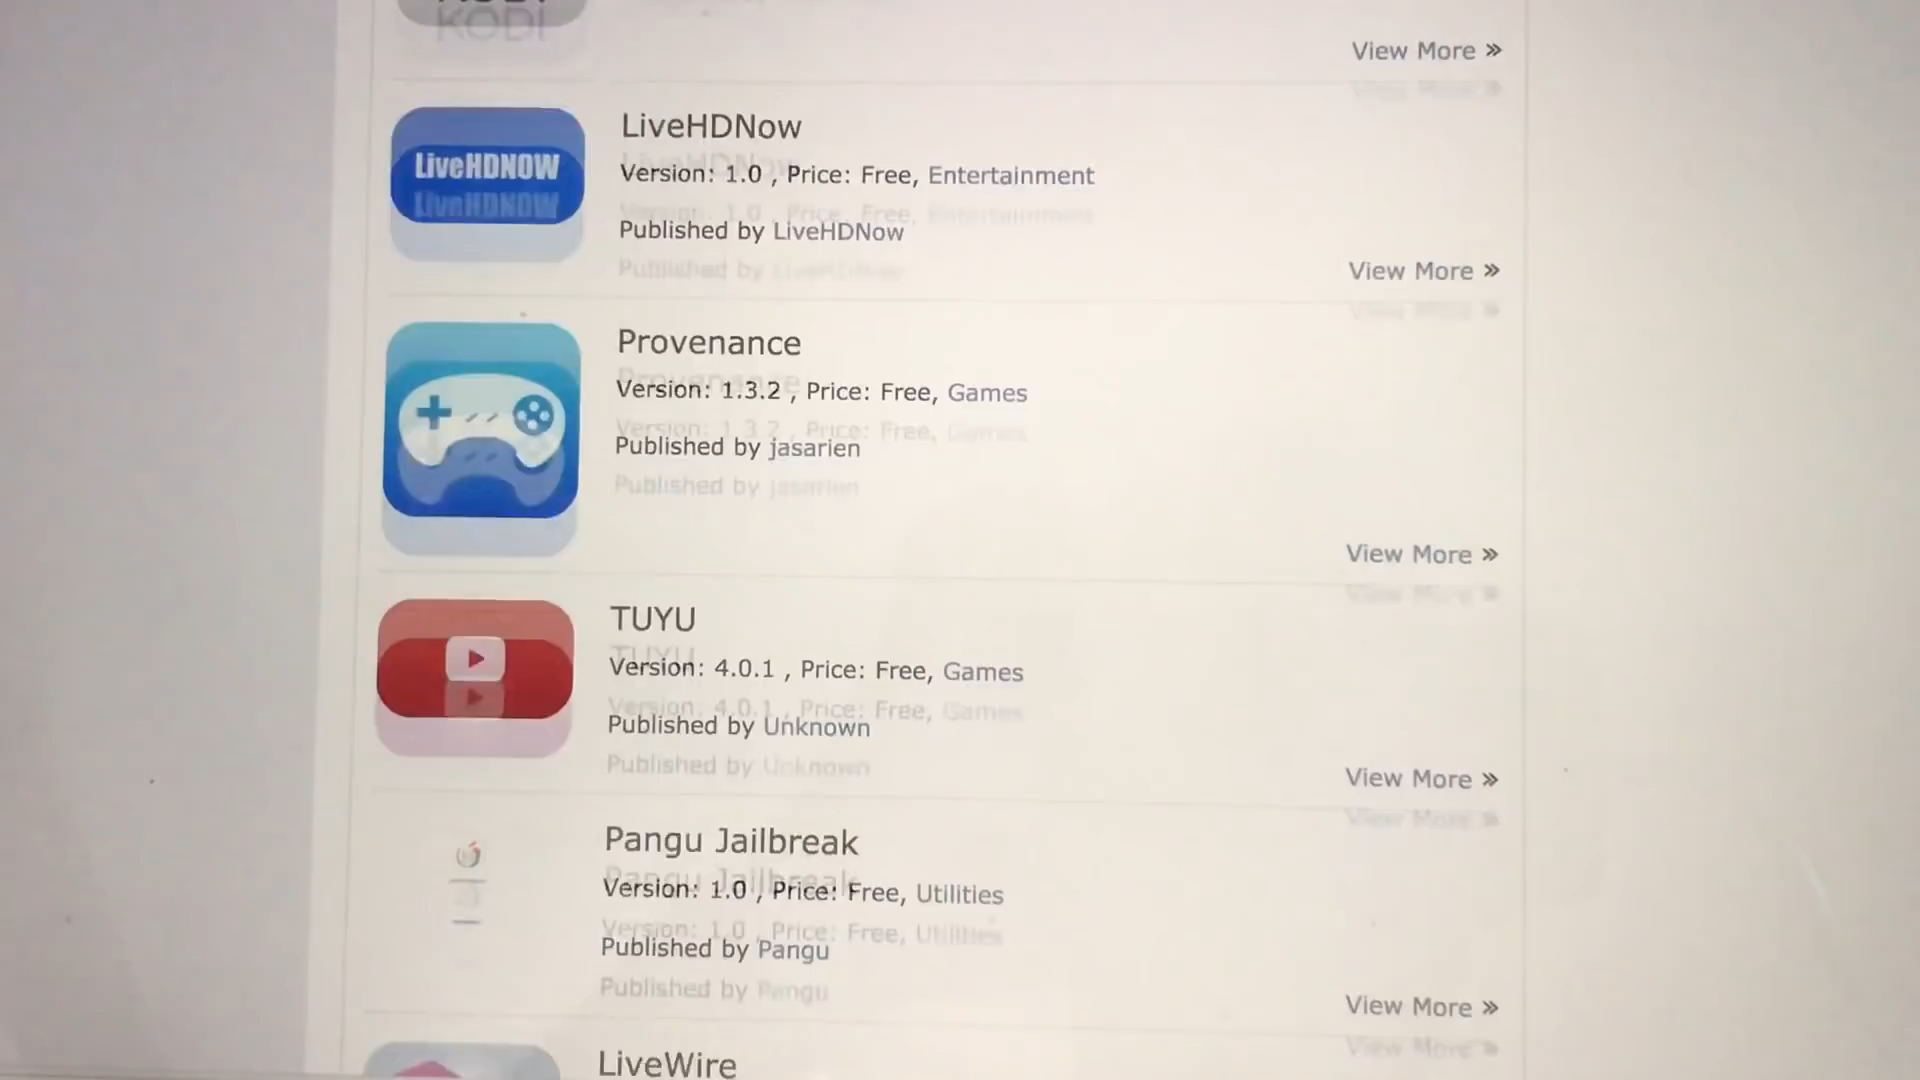 KODI
View More »
LiveHDNOW
LiveHDNow
Version: 1.0 , Price: Free, Entertainment
Published by LiveHDNow
View More »
Provenance
Version: 1.3.2 , Price: Free, Games
Published by jasarien
View More »
TUYU
Version: 4.0.1 , Price: Free, Games
Published by Unknown
View More »
Pangu Jailbreak
Version: 1.0 , Price: Free, Utilities
Published by Pangu
View More »
LiveWire